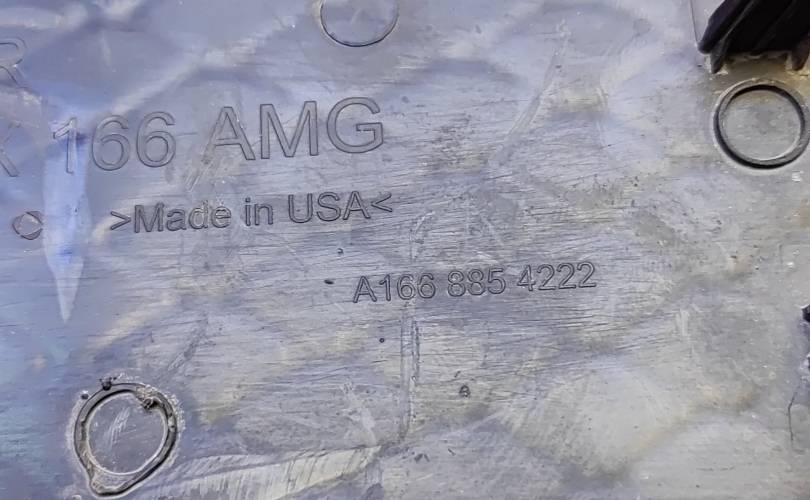 R
X 166 AMG
>Made in USA<
A166 885 4222